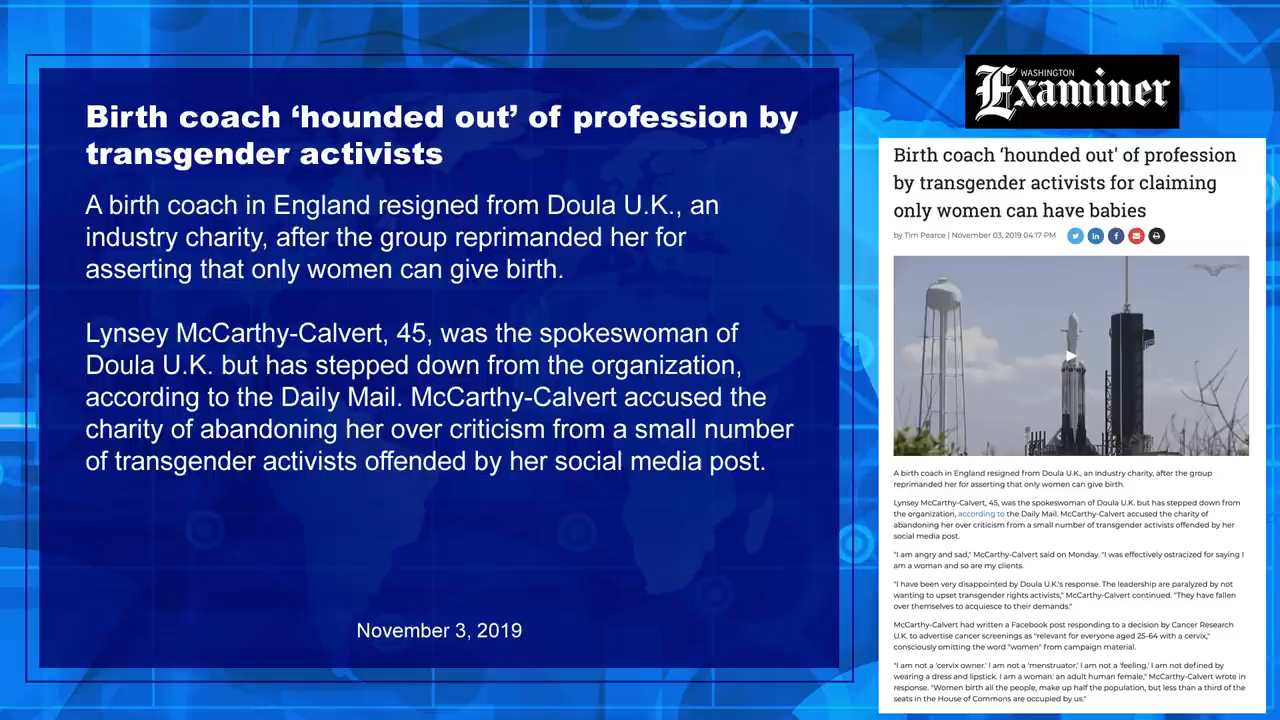 Birth coach ‘hounded out’ of profession by
transgender activists
A birth coach in England resigned from Doula U.K., an
industry charity, after the group reprimanded her for
asserting that only women can give birth.
Lynsey McCarthy-Calvert, 45, was the spokeswoman of
Doula U.K. but has stepped down from the organization,
according to the Daily Mail. McCarthy-Calvert accused the
charity of abandoning her over criticism from a small number
of transgender activists offended by her social media post.
November 3, 2019
WASHINGTON
Examiner
Birth coach ‘hounded out' of profession
by transgender activists for claiming
only women can have babies
by Tim Pearce | November 03, 2019 04:17 PM
A birth coach in England resigned from Doula U.K., an industry charity, after the group
reprimanded her for asserting that only women can give birth.
Lynsey McCarthy-Calvert, 45, was the spokeswoman of Doula U.K. but has stepped down from
the organization, according to the Daily Mail. McCarthy-Calvert accused the charity of
abandoning her over criticism from a small number of transgender activists offended by her
social media post.
"I am angry and sad," McCarthy-Calvert said on Monday. "I was effectively ostracized for saying I
am a woman and so are my clients.
"I have been very disappointed by Doula U.K.'s response. The leadership are paralyzed by not
wanting to upset transgender rights activists," McCarthy-Calvert continued. "They have fallen
over themselves to acquiesce to their demands."
McCarthy-Calvert had written a Facebook post responding to a decision by Cancer Research
U.K. to advertise cancer screenings as "relevant for everyone aged 25-64 with a cervix,"
consciously omitting the word "women" from campaign material.
"I am not a 'cervix owner.' I am not a 'menstruator.' I am not a 'feeling.' I am not defined by
wearing a dress and lipstick. I am a woman: an adult human female," McCarthy-Calvert wrote in
response. "Women birth all the people, make up half the population, but less than a third of the
seats in the House of Commons are occupied by us."